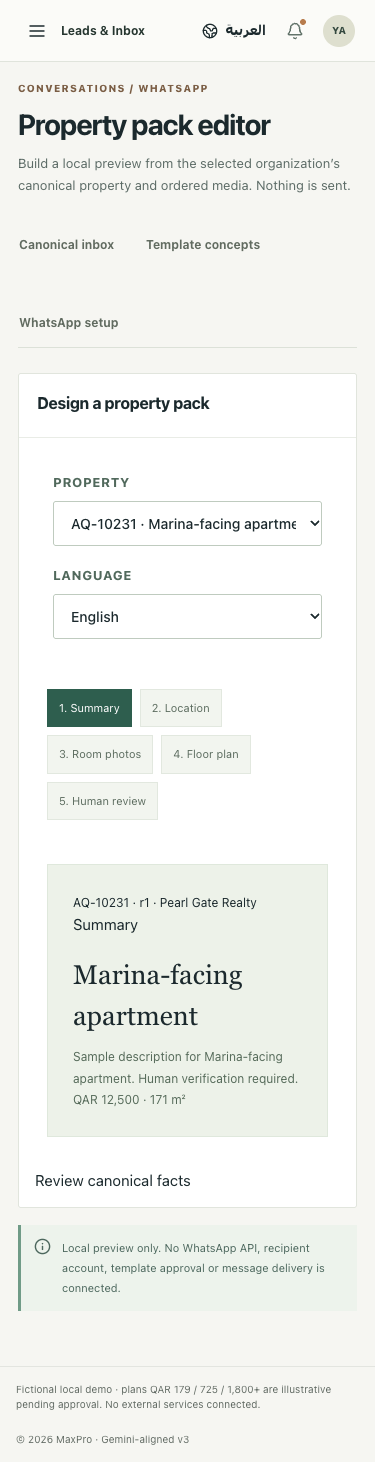 Leads & Inbox
العربية
YA
CONVERSATIONS / WHATSAPP
Property pack editor
Build a local preview from the selected organization’s
canonical property and ordered media. Nothing is sent.
Canonical inbox
Template concepts
WhatsApp setup
Design a property pack
PROPERTY
AQ-10231 · Marina-facing apartme
LANGUAGE
English
1. Summary
2. Location
3. Room photos
4. Floor plan
5. Human review
AQ-10231 · r1 · Pearl Gate Realty
Summary
Marina-facing
apartment
Sample description for Marina-facing
apartment. Human verification required.
QAR 12,500 · 171 m²
Review canonical facts
Local preview only. No WhatsApp API, recipient
account, template approval or message delivery is
connected.
Fictional local demo · plans QAR 179 / 725 / 1,800+ are illustrative
pending approval. No external services connected.
© 2026 MaxPro · Gemini-aligned v3